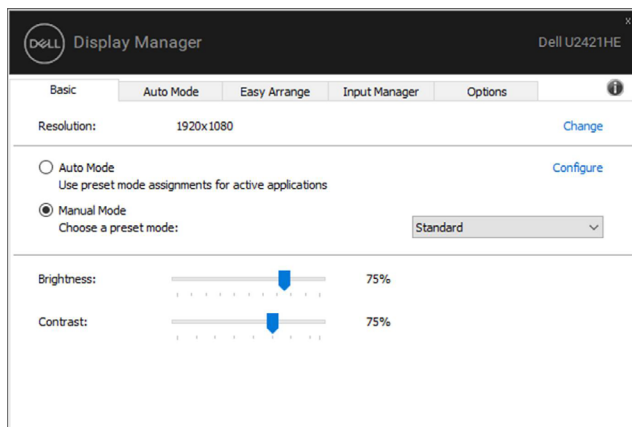 DELL Display Manager Dell U2421HE
x
Basic Auto Mode Easy Arrange Input Manager Options i
Resolution: 1920x1080 Change
Auto Mode Configure
Use preset mode assignments for active applications
Manual Mode
Choose a preset mode: Standard
Brightness: 75%
Contrast: 75%